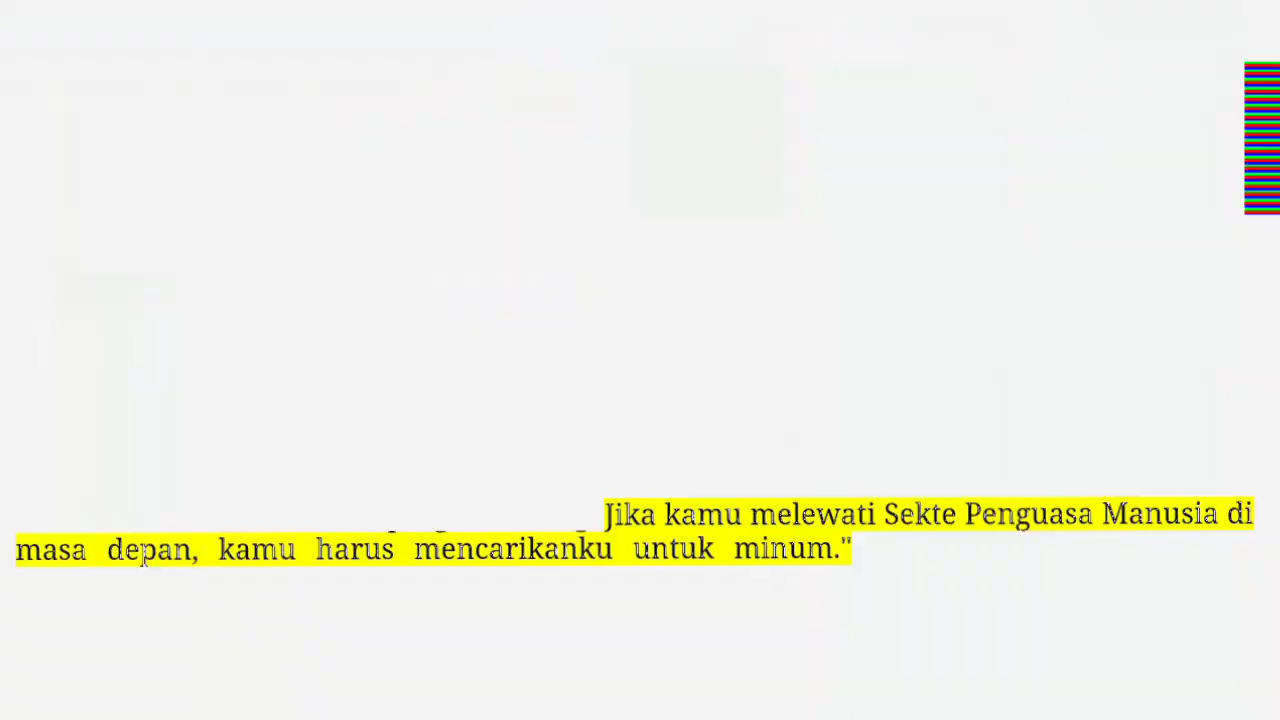 Jika kamu melewati Sekte Penguasa Manusia di
masa depan, kamu harus mencarikanku untuk minum."